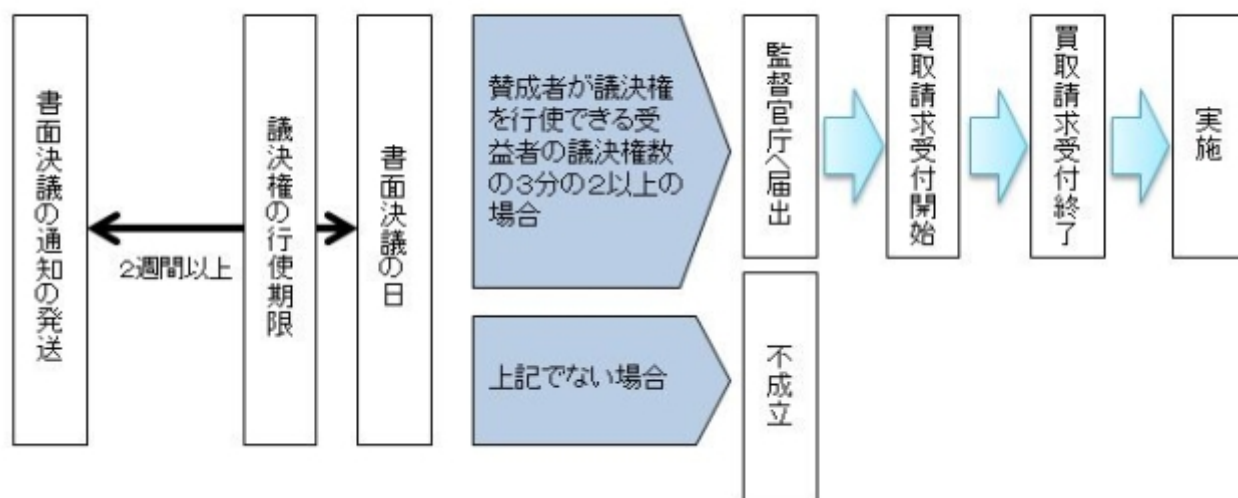 書面決議の通知の発送
2週間以上
議決権の行使期限
書面決議の日
賛成者が議決権
を行使できる受
益者の議決権数
の3分の2以上の
場合
監督官庁へ届出
買取請求受付開始
買取請求受付終了
実施
上記でない場合
不成立